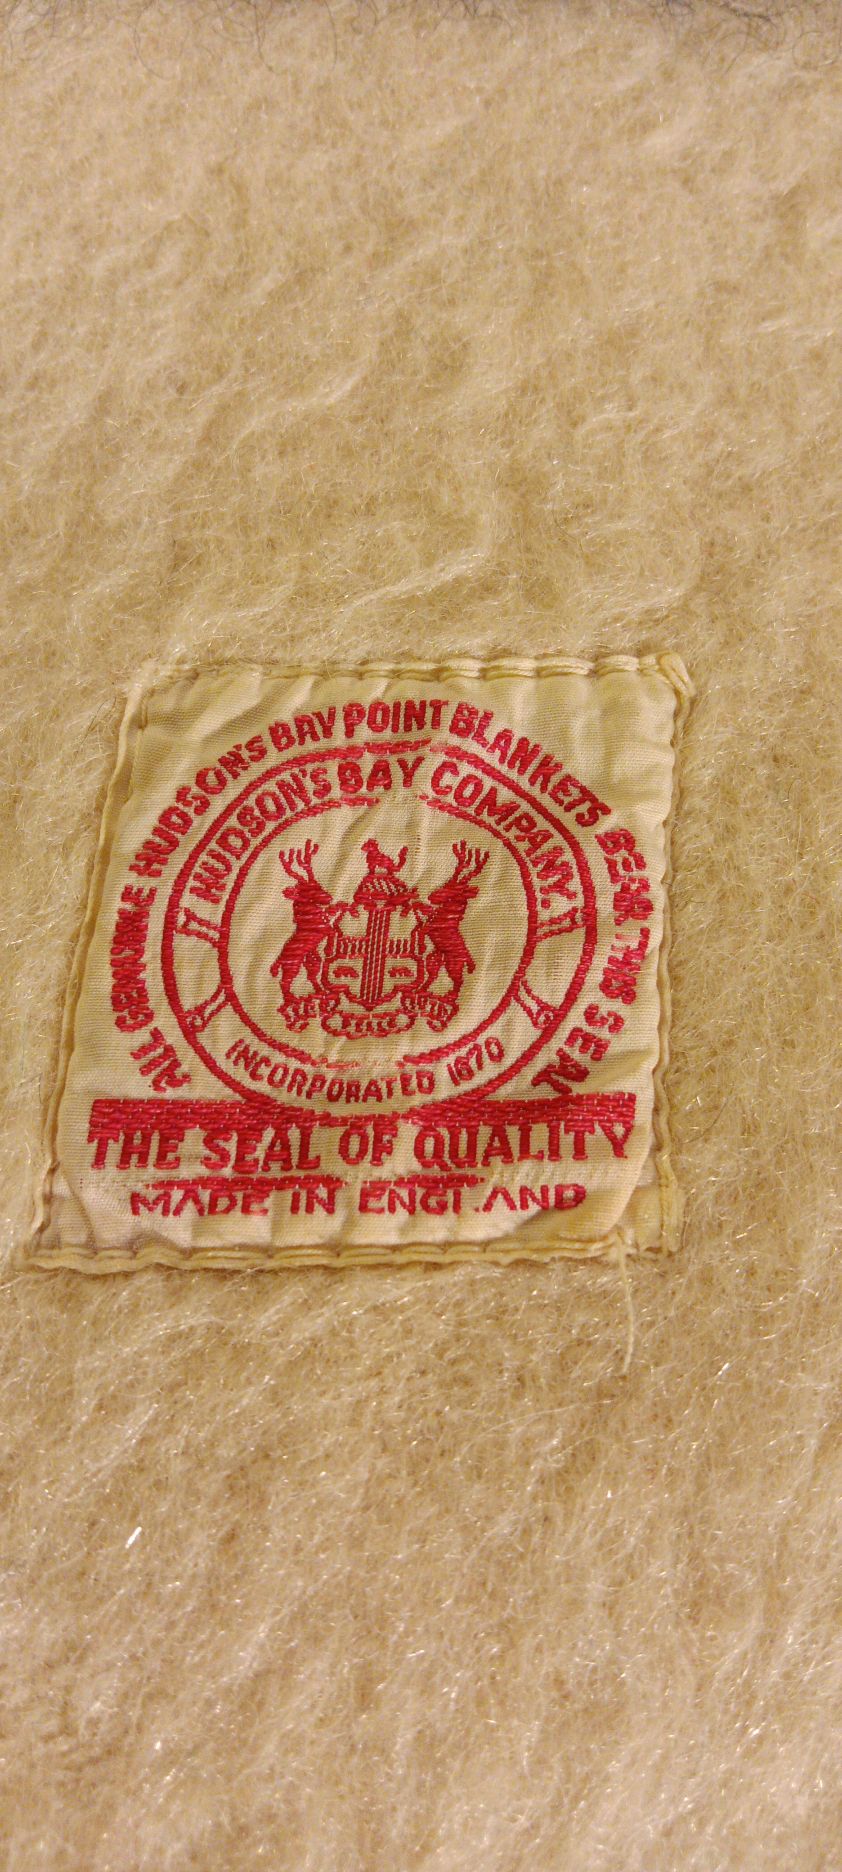 ALL GENUINE HUDSON'S BAY POINT BLANKETS BEAR THIS SEAL
HUDSON'S BAY COMPANY.
INCORPORATED 1670
THE SEAL OF QUALITY
MADE IN ENGLAND